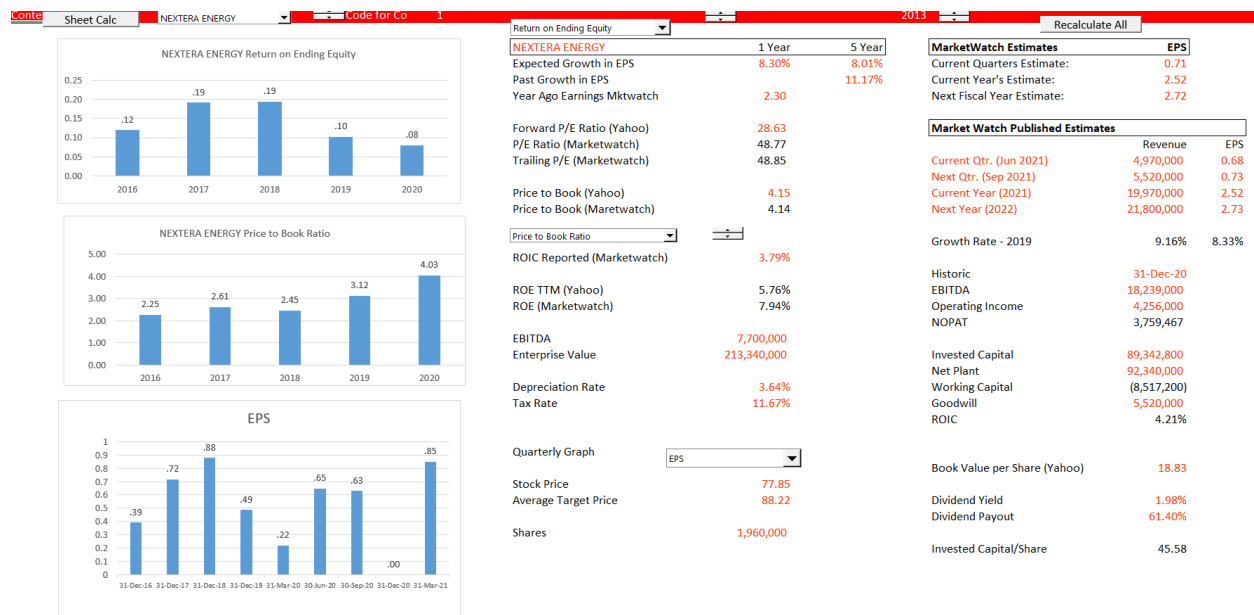 Conte
Sheet Calc
NEXTERA ENERGY
Code for Co 1
2013
Recalculate All
NEXTERA ENERGY Return on Ending Equity
0.25
0.20
0.15
0.10
0.05
0.00
.12
.19
.19
.10
.08
2016 2017 2018 2019 2020
NEXTERA ENERGY Price to Book Ratio
5.00
4.00
3.00
2.00
1.00
0.00
2.25
2.61
2.45
3.12
4.03
2016 2017 2018 2019 2020
EPS
1
0.9
0.8
0.7
0.6
0.5
0.4
0.3
0.2
0.1
0
.39
.72
.88
.49
.22
.65
.63
.00
.85
31-Dec-16 31-Dec-17 31-Dec-18 31-Dec-19 31-Mar-20 30-Jun-20 30-Sep-20 31-Dec-20 31-Mar-21
Return on Ending Equity
NEXTERA ENERGY 1 Year 5 Year
Expected Growth in EPS 8.30% 8.01%
Past Growth in EPS 11.17%
Year Ago Earnings Mktwatch 2.30
Forward P/E Ratio (Yahoo) 28.63
P/E Ratio (Marketwatch) 48.77
Trailing P/E (Marketwatch) 48.85
Price to Book (Yahoo) 4.15
Price to Book (Maretwatch) 4.14
Price to Book Ratio
ROIC Reported (Marketwatch) 3.79%
ROE TTM (Yahoo) 5.76%
ROE (Marketwatch) 7.94%
EBITDA 7,700,000
Enterprise Value 213,340,000
Depreciation Rate 3.64%
Tax Rate 11.67%
Quarterly Graph EPS
Stock Price 77.85
Average Target Price 88.22
Shares 1,960,000
MarketWatch Estimates EPS
Current Quarters Estimate: 0.71
Current Year's Estimate: 2.52
Next Fiscal Year Estimate: 2.72
Market Watch Published Estimates
Revenue EPS
Current Qtr. (Jun 2021) 4,970,000 0.68
Next Qtr. (Sep 2021) 5,520,000 0.73
Current Year (2021) 19,970,000 2.52
Next Year (2022) 21,800,000 2.73
Growth Rate - 2019 9.16% 8.33%
Historic 31-Dec-20
EBITDA 18,239,000
Operating Income 4,256,000
NOPAT 3,759,467
Invested Capital 89,342,800
Net Plant 92,340,000
Working Capital (8,517,200)
Goodwill 5,520,000
ROIC 4.21%
Book Value per Share (Yahoo) 18.83
Dividend Yield 1.98%
Dividend Payout 61.40%
Invested Capital/Share 45.58